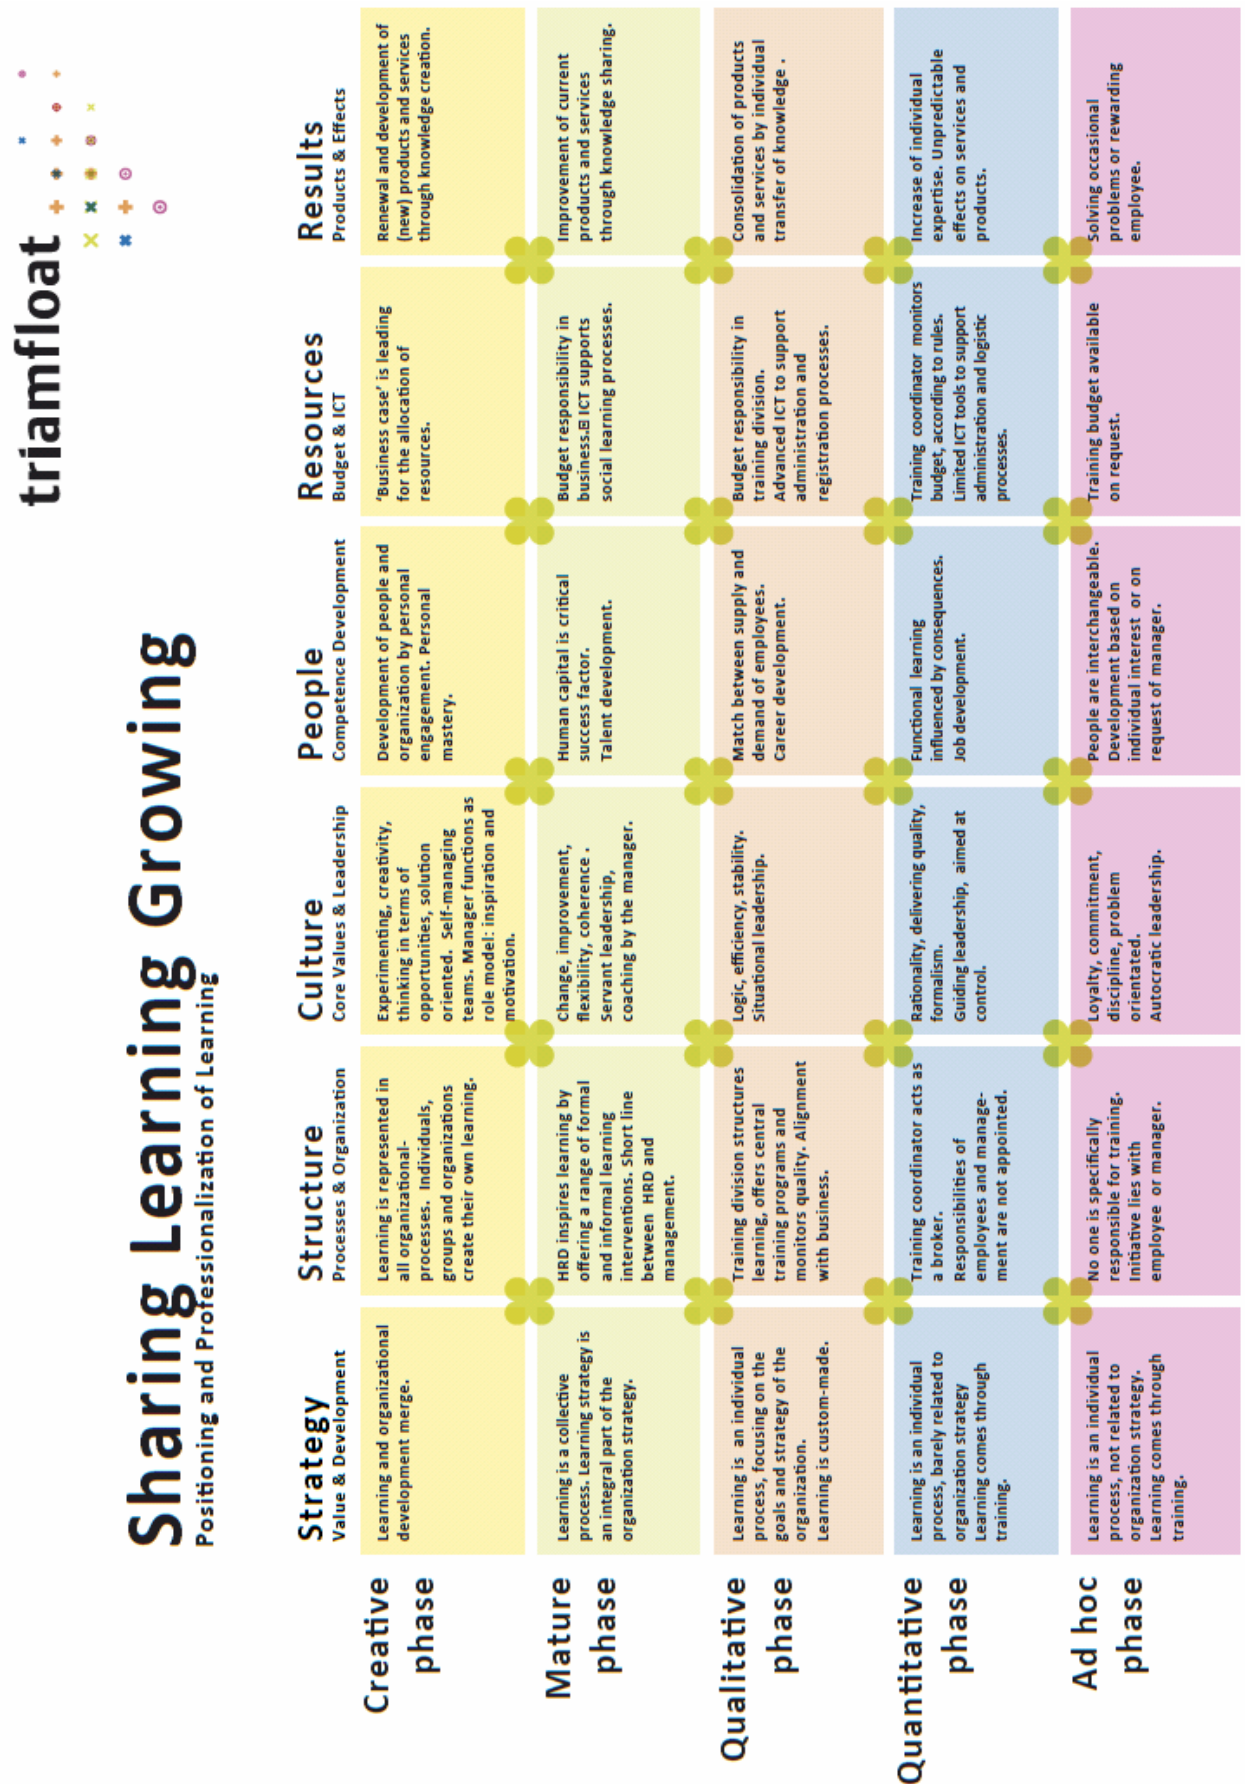 triamfloat
Sharing Learning Growing
Positioning and Professionalization of Learning
Strategy
Value & Development
Structure
Processes & Organization
Culture
Core Values & Leadership
People
Competence Development
Resources
Budget & ICT
Results
Products & Effects
Creative
phase
Learning and organizational
development merge.
Learning is represented in
all organizational-
processes. Individuals,
groups and organizations
create their own learning.
Experimenting, creativity,
thinking in terms of
opportunities, solution
oriented. Self-managing
teams. Manager functions as
role model: inspiration and
motivation.
Development of people and
organization by personal
engagement. Personal
mastery.
‘Business case’ is leading
for the allocation of
resources.
Renewal and development of
(new) products and services
through knowledge creation.
Mature
phase
Learning is a collective
process. Learning strategy is
an integral part of the
organization strategy.
HRD inspires learning by
offering a range of formal
and informal learning
interventions. Short line
between HRD and
management.
Change, improvement,
flexibility, coherence .
Servant leadership,
coaching by the manager.
Human capital is critical
success factor.
Talent development.
Budget responsibility in
business. ICT supports
social learning processes.
Improvement of current
products and services
through knowledge sharing.
Qualitative
phase
Learning is an individual
process, focusing on the
goals and strategy of the
organization.
Learning is custom-made.
Training division structures
learning, offers central
training programs and
monitors quality. Alignment
with business.
Logic, efficiency, stability.
Situational leadership.
Match between supply and
demand of employees.
Career development.
Budget responsibility in
training division.
Advanced ICT to support
administration and
registration processes.
Consolidation of products
and services by individual
transfer of knowledge .
Quantitative
phase
Learning is an individual
process, barely related to
organization strategy
Learning comes through
training.
Training coordinator acts as
a broker.
Responsibilities of
employees and manage-
ment are not appointed.
Rationality, delivering quality,
formalism.
Guiding leadership, aimed at
control.
Functional learning
influenced by consequences.
Job development.
Training coordinator monitors
budget, according to rules.
Limited ICT tools to support
administration and logistic
processes.
Increase of individual
expertise. Unpredictable
effects on services and
products.
Ad hoc
phase
Learning is an individual
process, not related to
organization strategy.
Learning comes through
training.
No one is specifically
responsible for training.
Initiative lies with
employee or manager.
Loyalty, commitment,
discipline, problem
orientated.
Autocratic leadership.
People are interchangeable.
Development based on
individual interest or on
request of manager.
Training budget available
on request.
Solving occasional
problems or rewarding
employee.